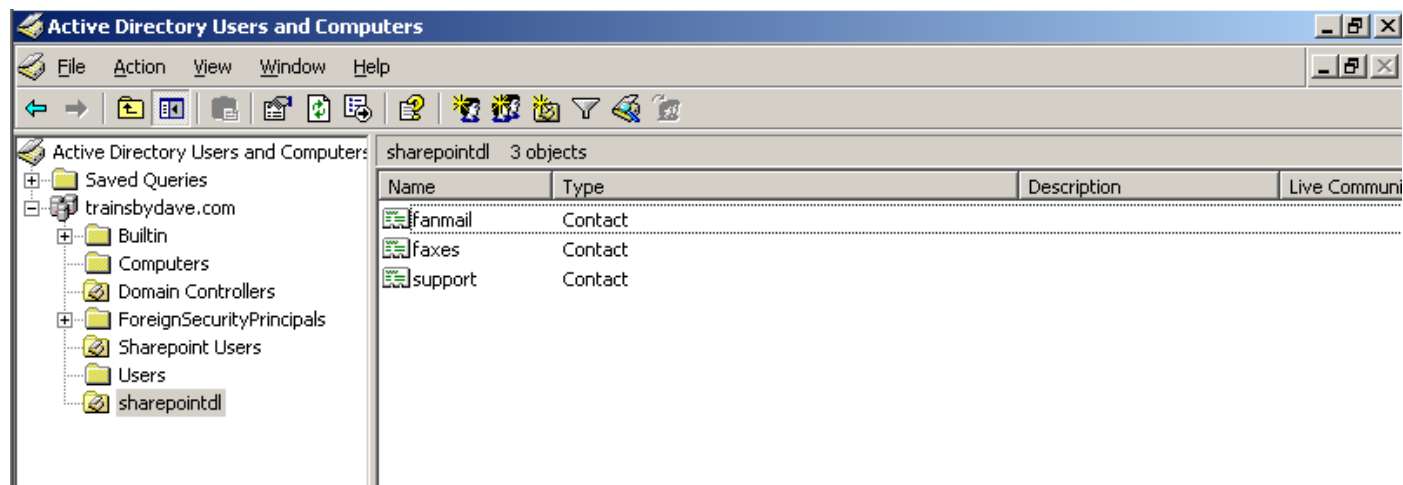 Active Directory Users and Computers
File Action View Window Help
Active Directory Users and Computers
Saved Queries
trainsbydave.com
Builtin
Computers
Domain Controllers
ForeignSecurityPrincipals
Sharepoint Users
Users
sharepointdl
sharepointdl 3 objects
Name Type Description Live Communi
fanmail Contact
faxes Contact
support Contact